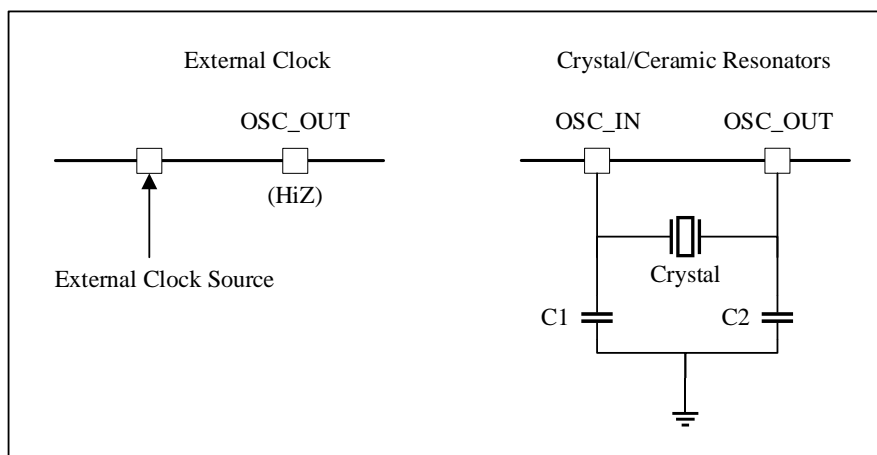 External Clock
OSC_OUT
(HiZ)
External Clock Source
Crystal/Ceramic Resonators
OSC_IN
OSC_OUT
Crystal
C1
C2